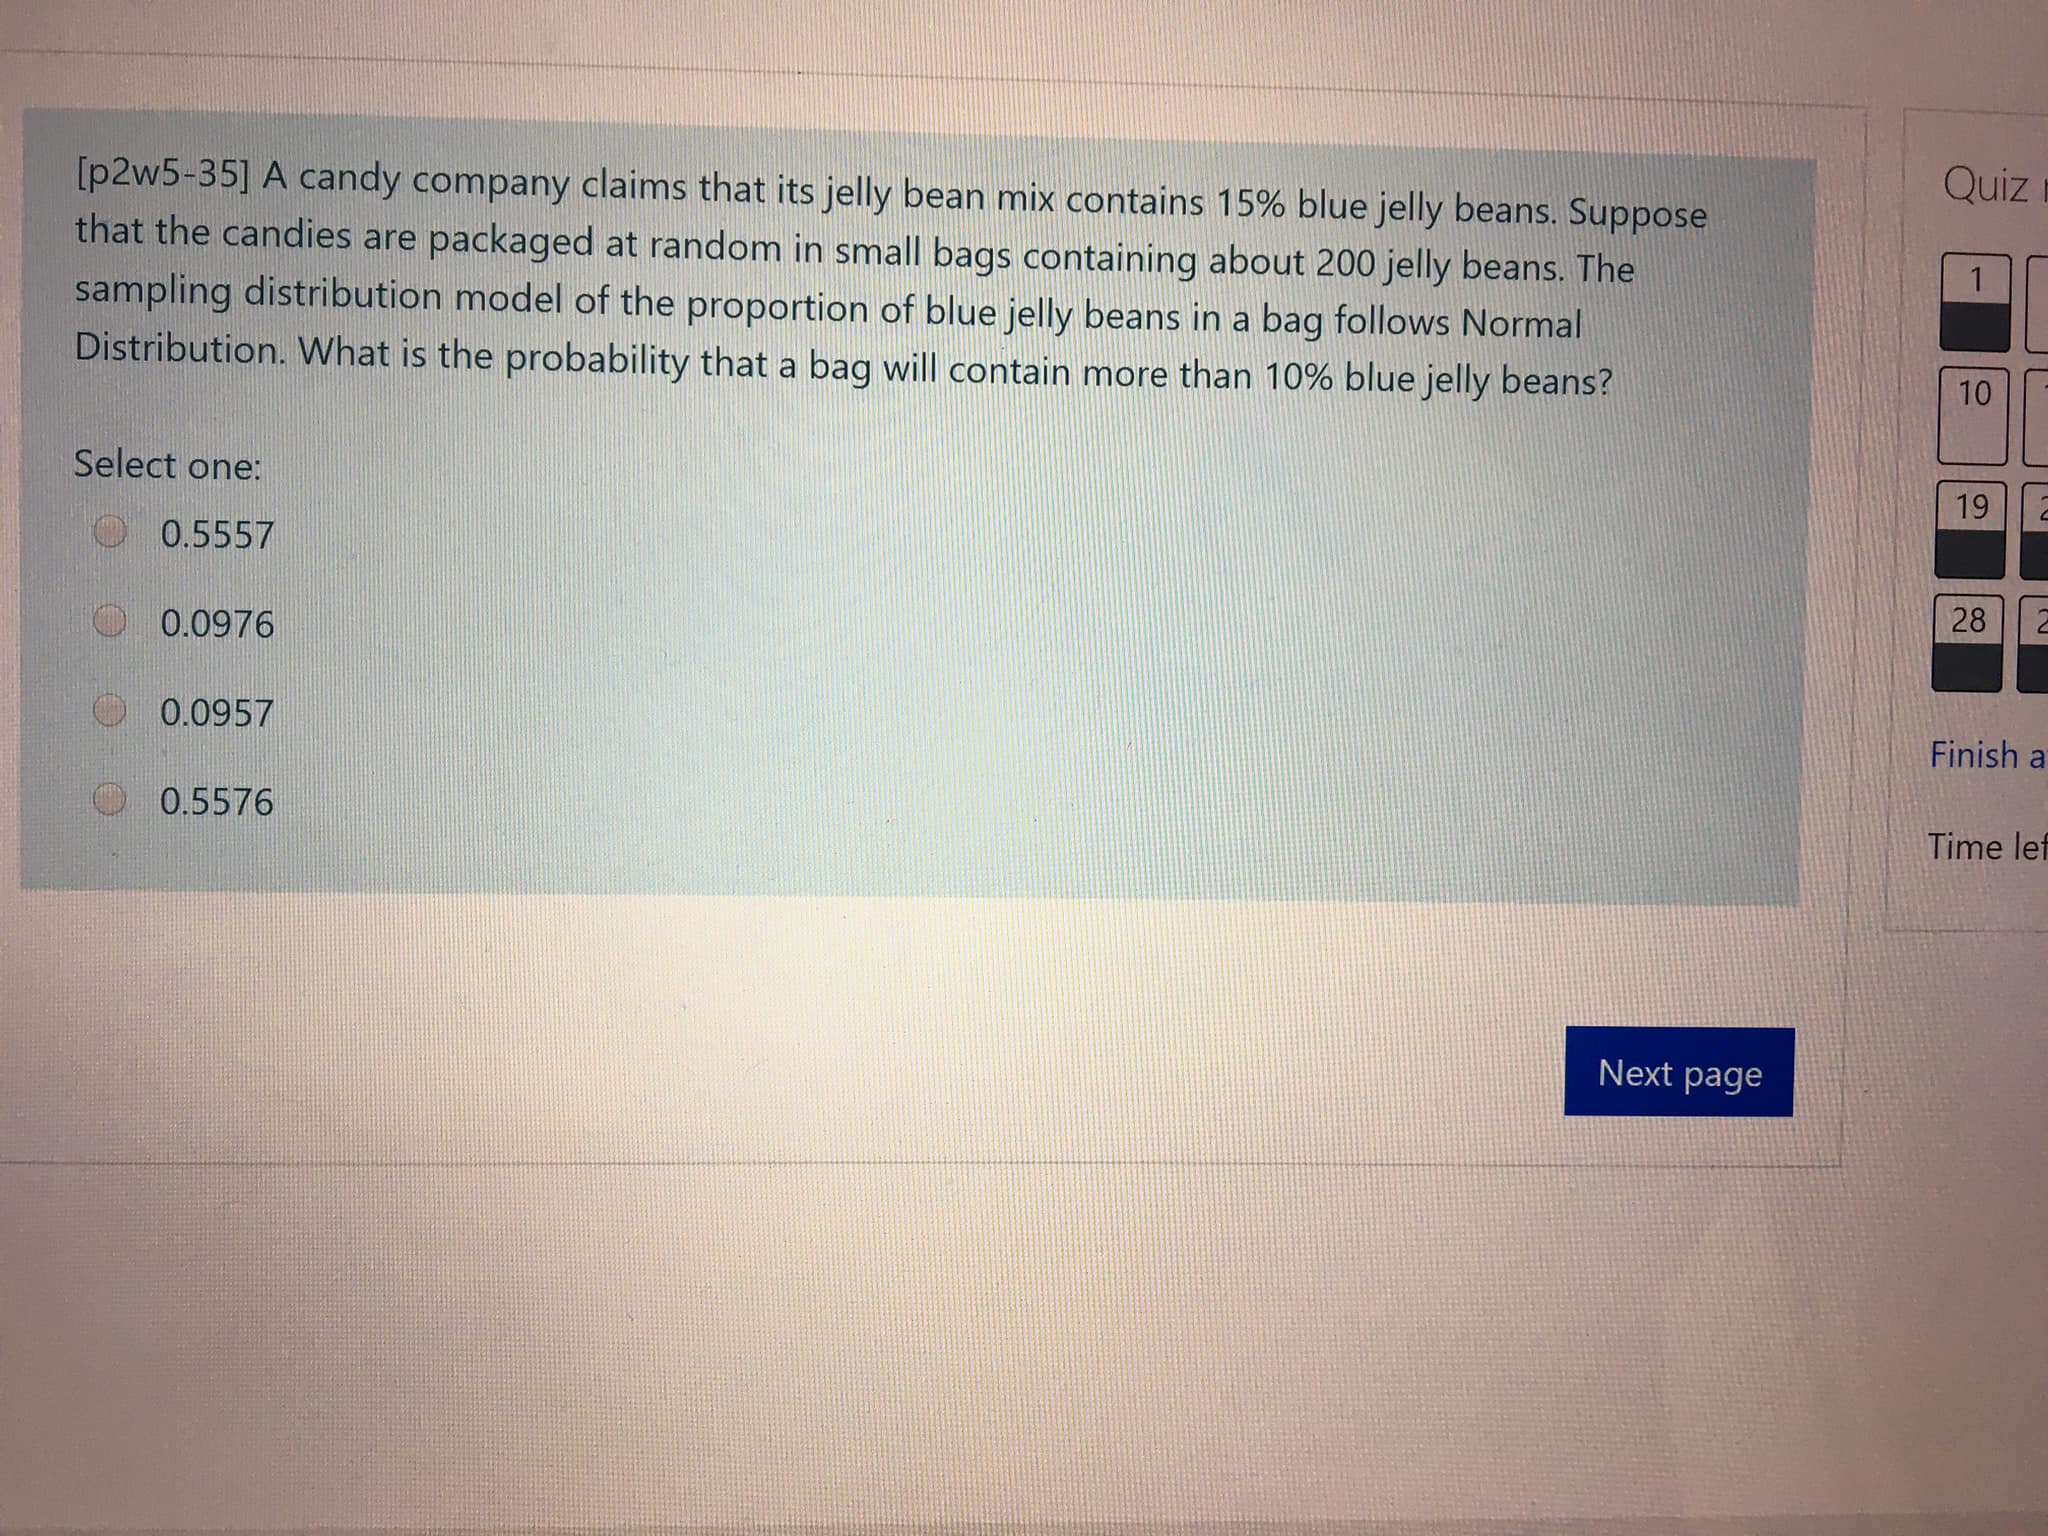 [p2w5-35] A candy company claims that its jelly bean mix contains 15% blue jelly beans. Suppose
that the candies are packaged at random in small bags containing about 200 jelly beans. The
sampling distribution model of the proportion of blue jelly beans in a bag follows Normal
Distribution. What is the probability that a bag will contain more than 10% blue jelly beans?
Select one:
0.5557
0.0976
0.0957
0.5576
Next page
Quiz
1
10
19
28
Finish a
Time lef